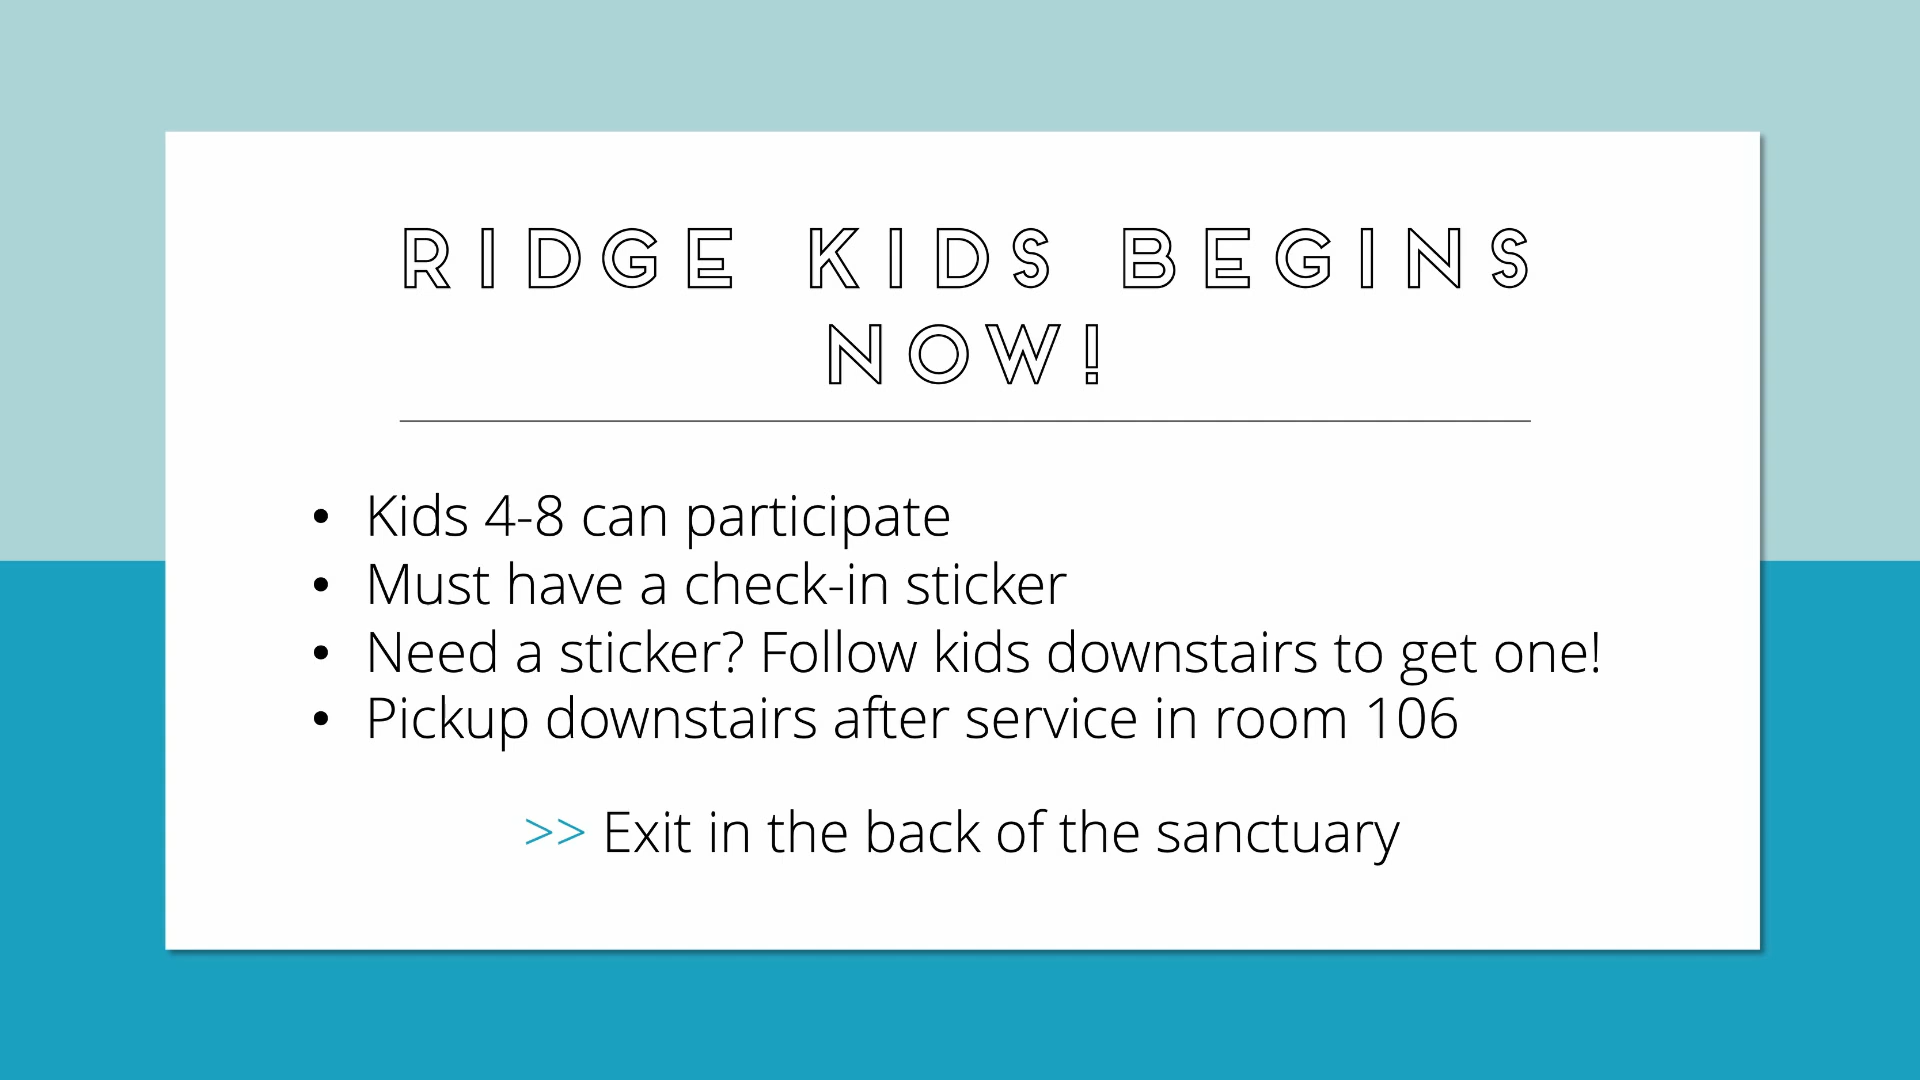 RIDGE KIDS BEGINS
NOW!
• Kids 4-8 can participate
• Must have a check-in sticker
• Need a sticker? Follow kids downstairs to get one!
• Pickup downstairs after service in room 106
>> Exit in the back of the sanctuary